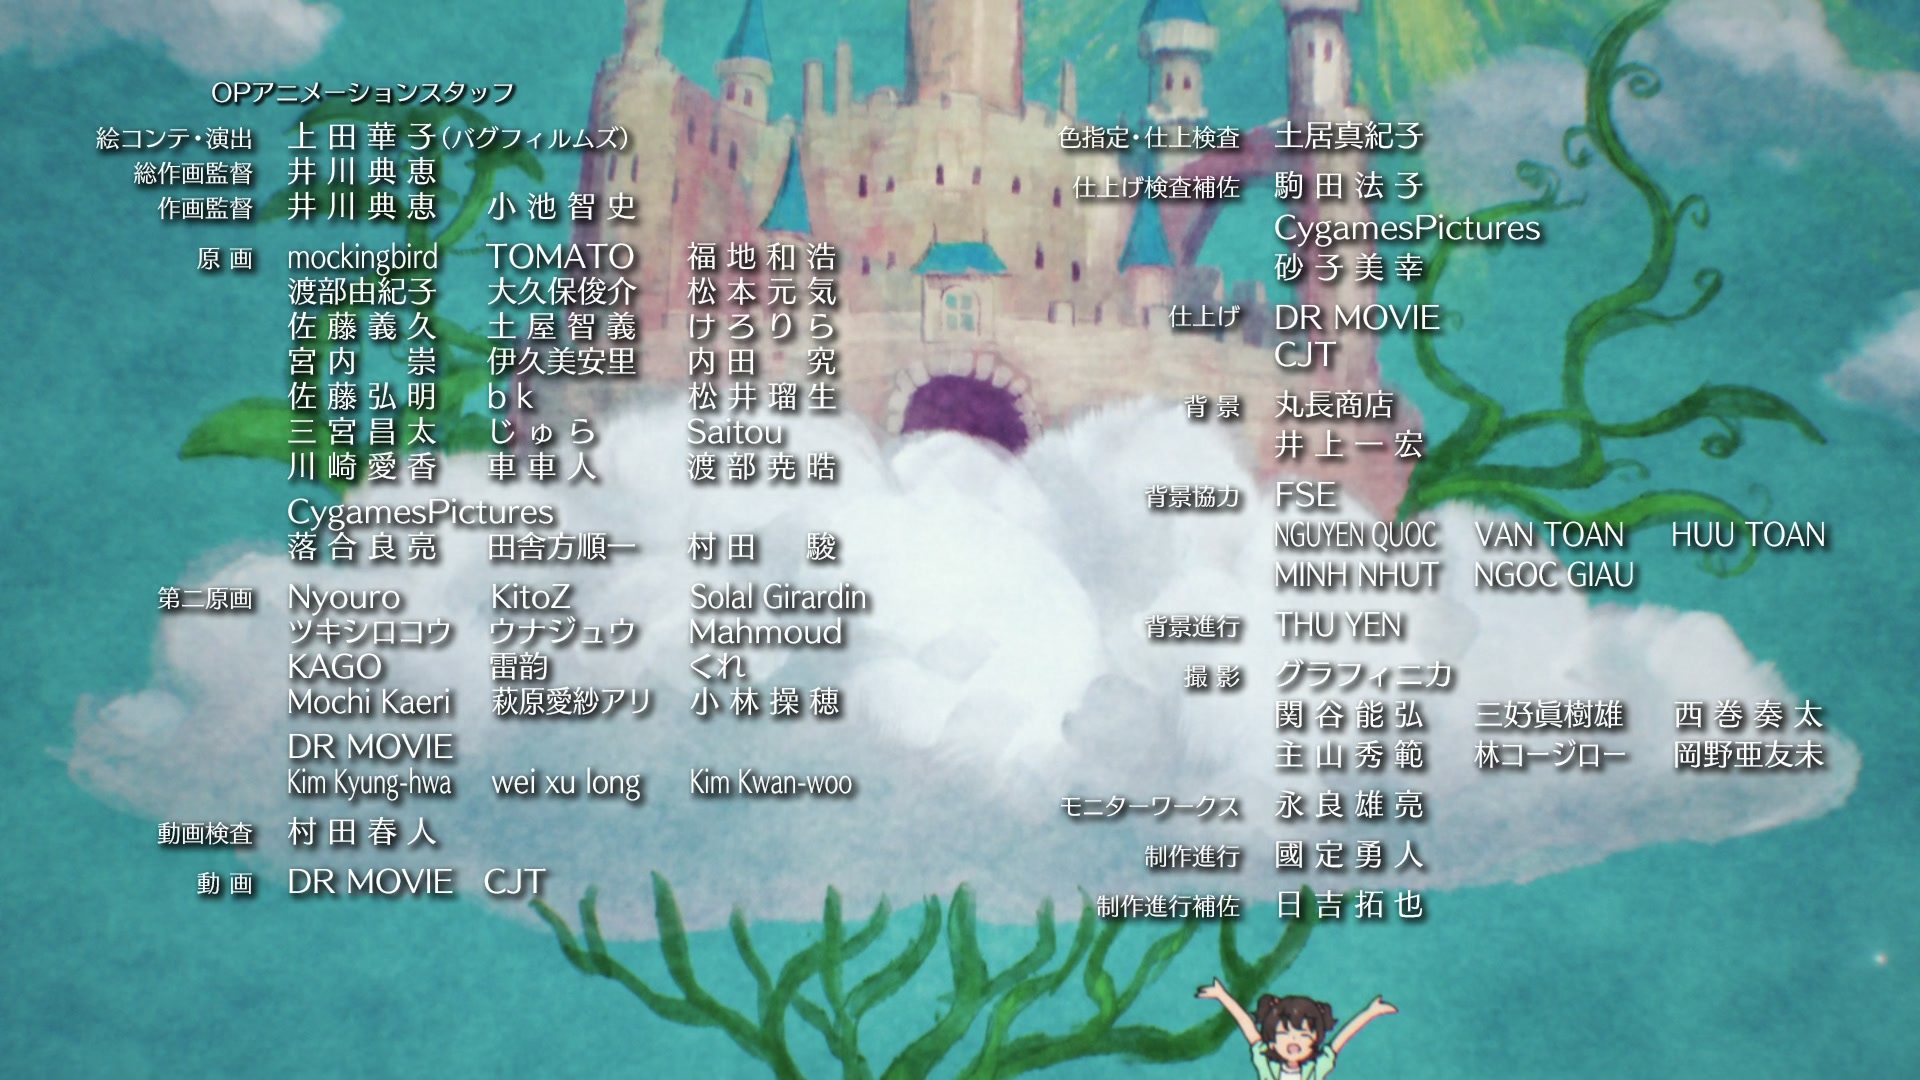 OPアニメーションスタッフ
絵コンテ・演出 上田華子(バグフィルムズ)
総作画監督 井川典恵
作画監督 井川典恵 小池智史
原画 mockingbird TOMATO 福地和浩
渡部由紀子 大久保俊介 松本元気
佐藤義久 土屋智義 けろりら
宮内崇 伊久美安里 内田究
佐藤弘明 bk 松井瑠生
三宮昌太 じゅら Saitou
川崎愛香 車車人 渡部尭晧
CygamesPictures
落合良亮 田舎方順一 村田駿
第二原画 Nyouro KitoZ Solal Girardin
ツキシロコウ ウナジュウ Mahmoud
KAGO 雷韵 くれ
Mochi Kaeri 萩原愛紗アリ 小林操穂
DR MOVIE
Kim Kyung-hwa wei xu long Kim Kwan-woo
動画検査 村田春人
動画 DR MOVIE CJT
色指定・仕上検査 土居真紀子
仕上げ検査補佐 駒田法子
CygamesPictures
砂子美幸
仕上げ DR MOVIE
CJT
背景 丸長商店
井上一宏
背景協力 FSE
NGUYEN QUOC VAN TOAN HUU TOAN
MINH NHUT NGOC GIAU
背景進行 THU YEN
撮影 グラフィニカ
関谷能弘 三好眞樹雄 西巻奏太
主山秀範 林コージロー 岡野亜友未
モニターワークス 永良雄亮
制作進行 國定勇人
制作進行補佐 日吉拓也